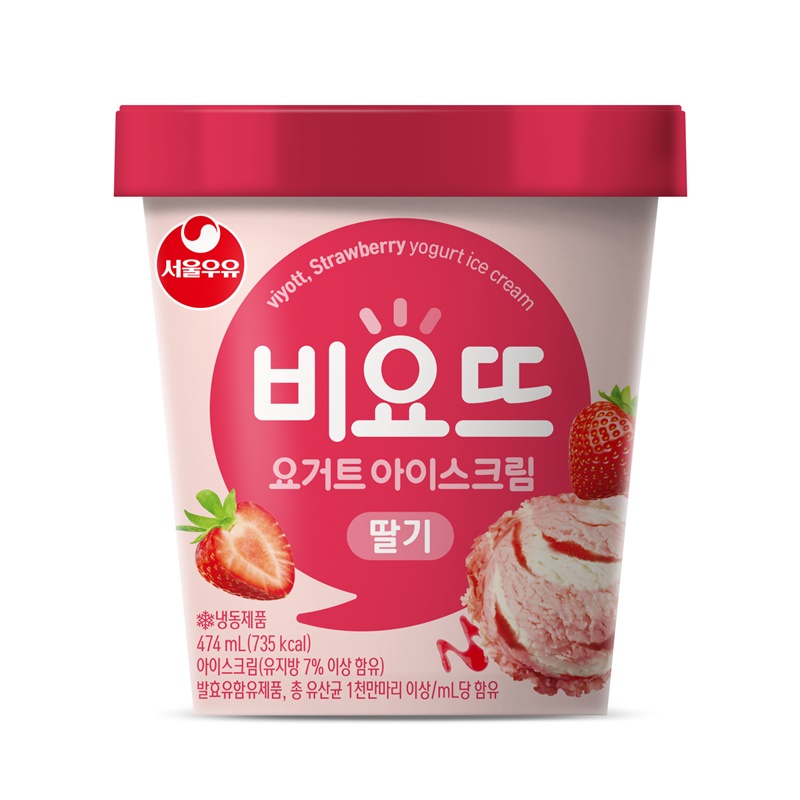 서울우유
viyott, Strawberry yogurt ice cream
비요뜨
요거트 아이스크림
딸기
냉동제품
474 mL(735 kcal)
아이스크림(유지방 7% 이상 함유)
발효유함유제품, 총 유산균 1천만마리 이상/mL당 함유